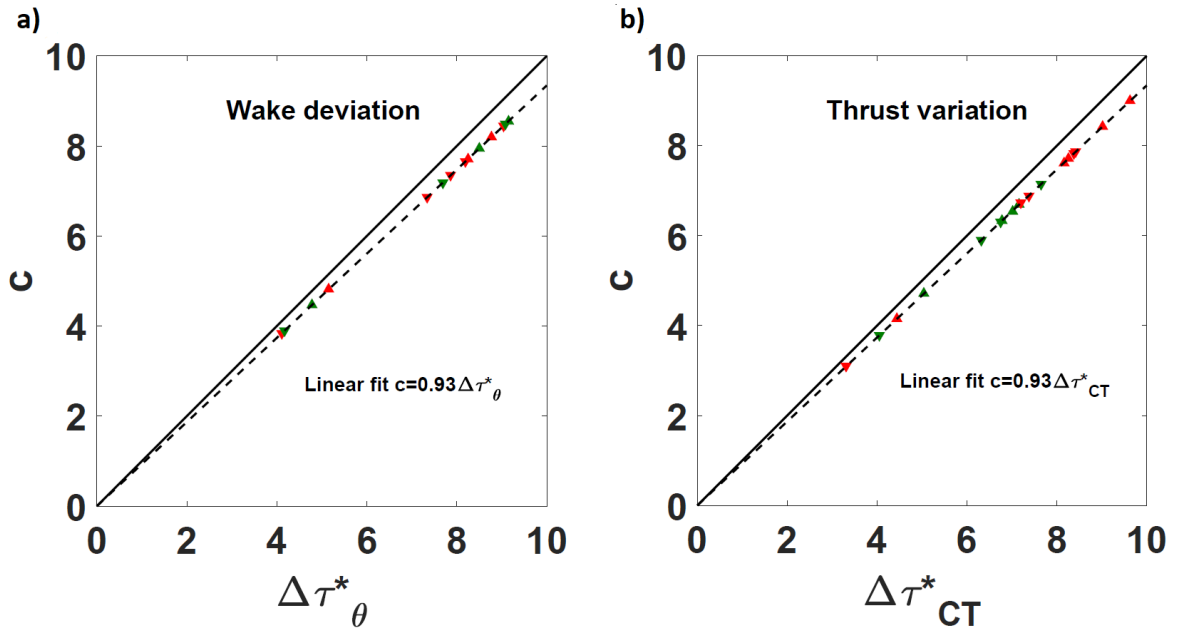 a)
Wake deviation
Linear fit c=0.93Δτ*θ
10
8
6
4
2
0
c
0 2 4 6 8 10
Δτ*θ
b)
Thrust variation
Linear fit c=0.93Δτ*CT
10
8
6
4
2
0
c
0 2 4 6 8 10
Δτ*CT